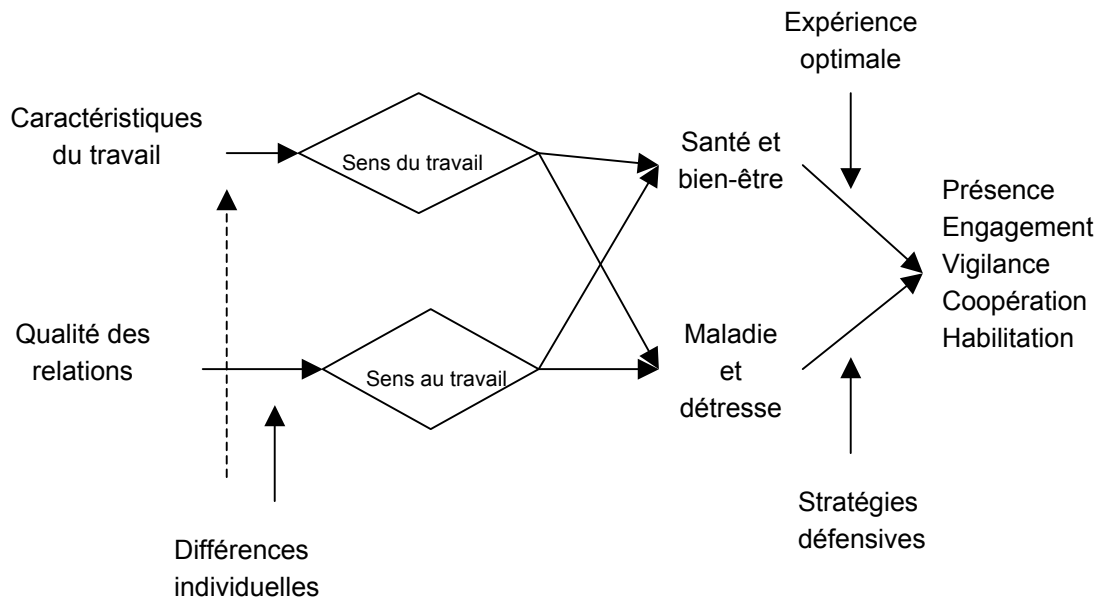 Expérience
optimale
Caractéristiques
du travail
Sens du travail
Santé et
bien-être
Présence
Engagement
Vigilance
Coopération
Habilitation
Qualité des
relations
Sens au travail
Maladie
et
détresse
Stratégies
défensives
Différences
individuelles